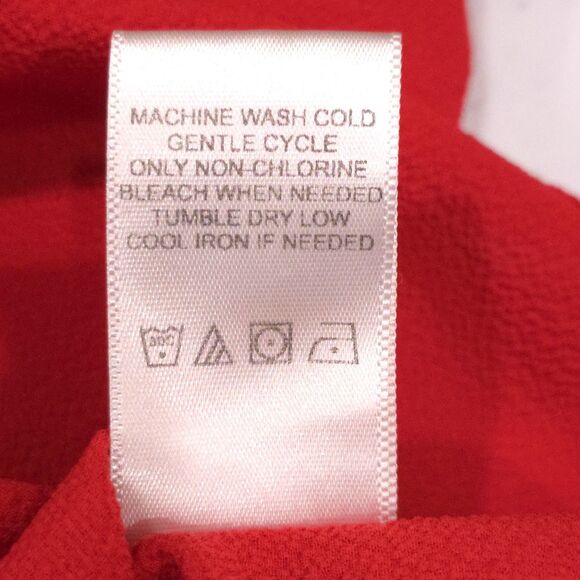 MACHINE WASH COLD
GENTLE CYCLE
ONLY NON-CHLORINE
BLEACH WHEN NEEDED
TUMBLE DRY LOW
COOL IRON IF NEEDED